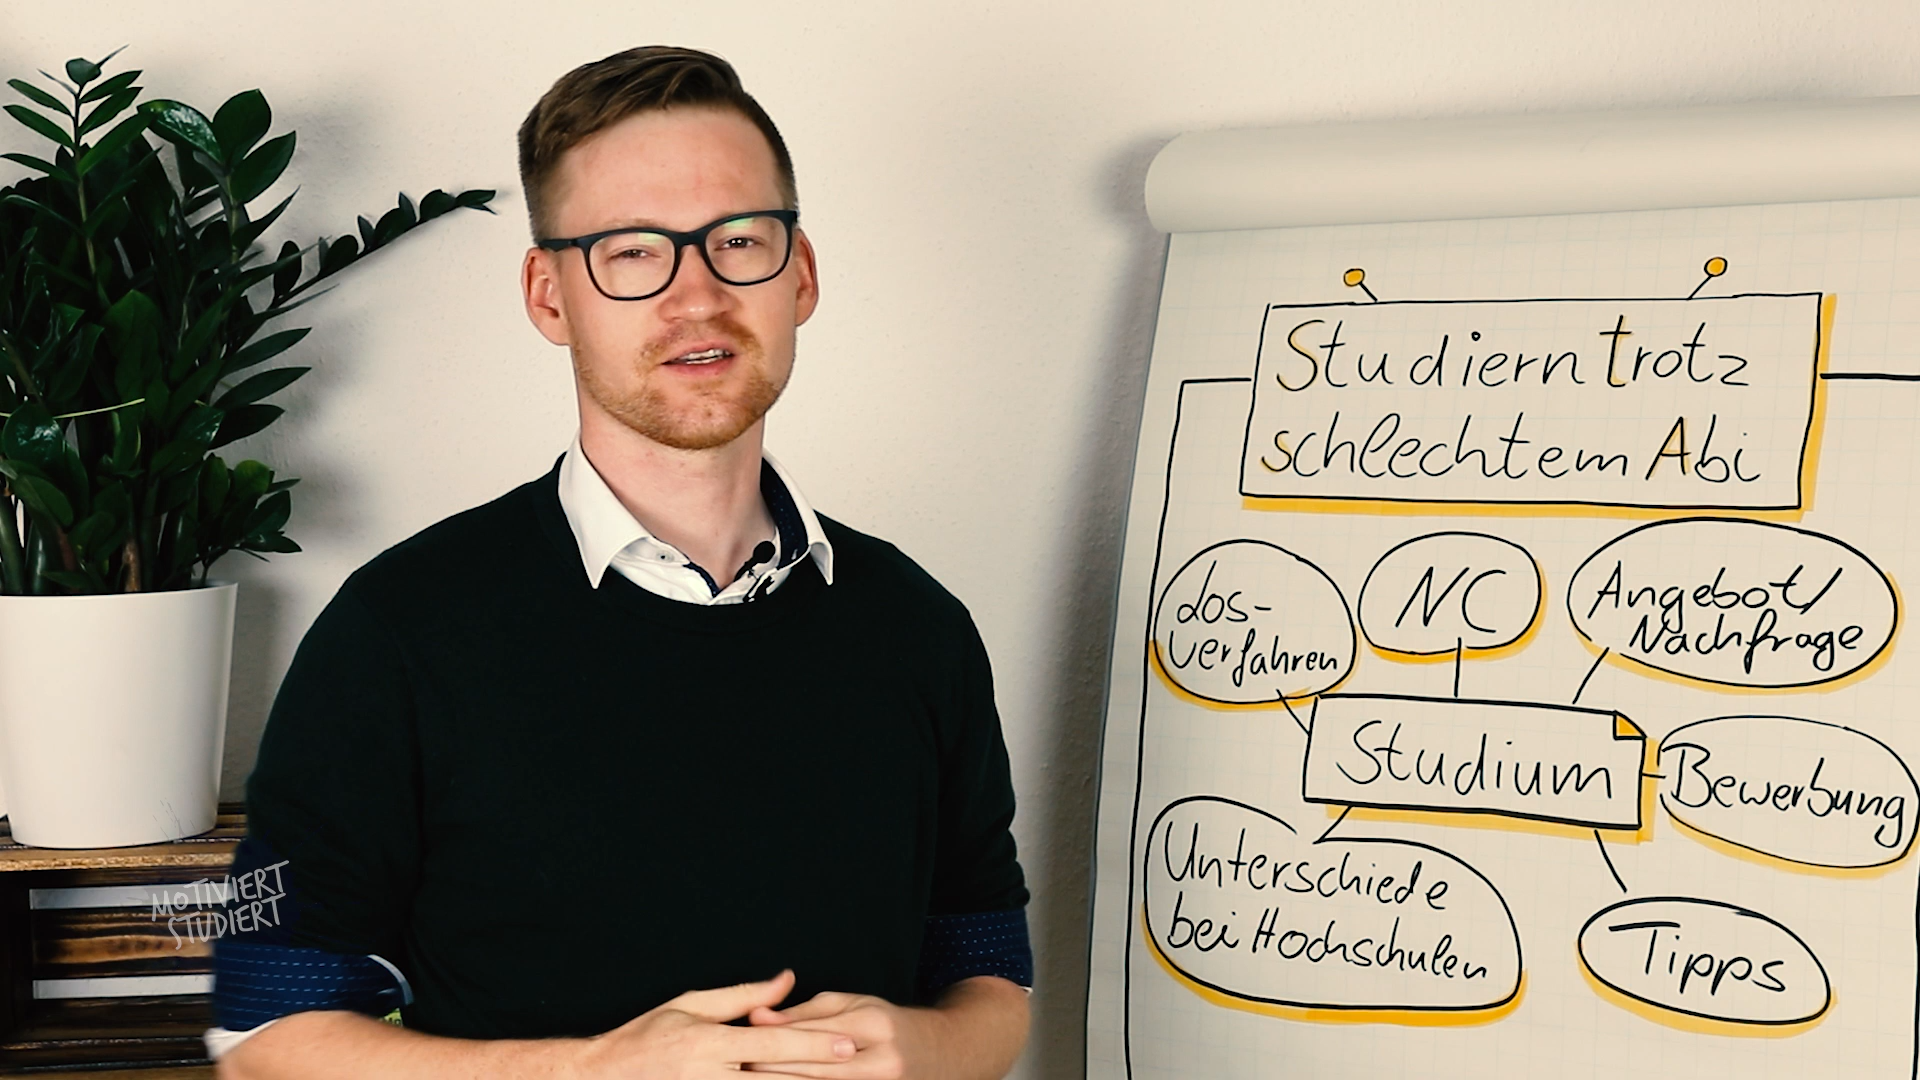 Studiern trotz
schlechtem Abi
Los-
verfahren
NC
Angebot/
Nachfrage
Studium
Bewerbung
Unterschiede
bei Hochschulen
Tipps
MOTIVIERT
STUDIERT